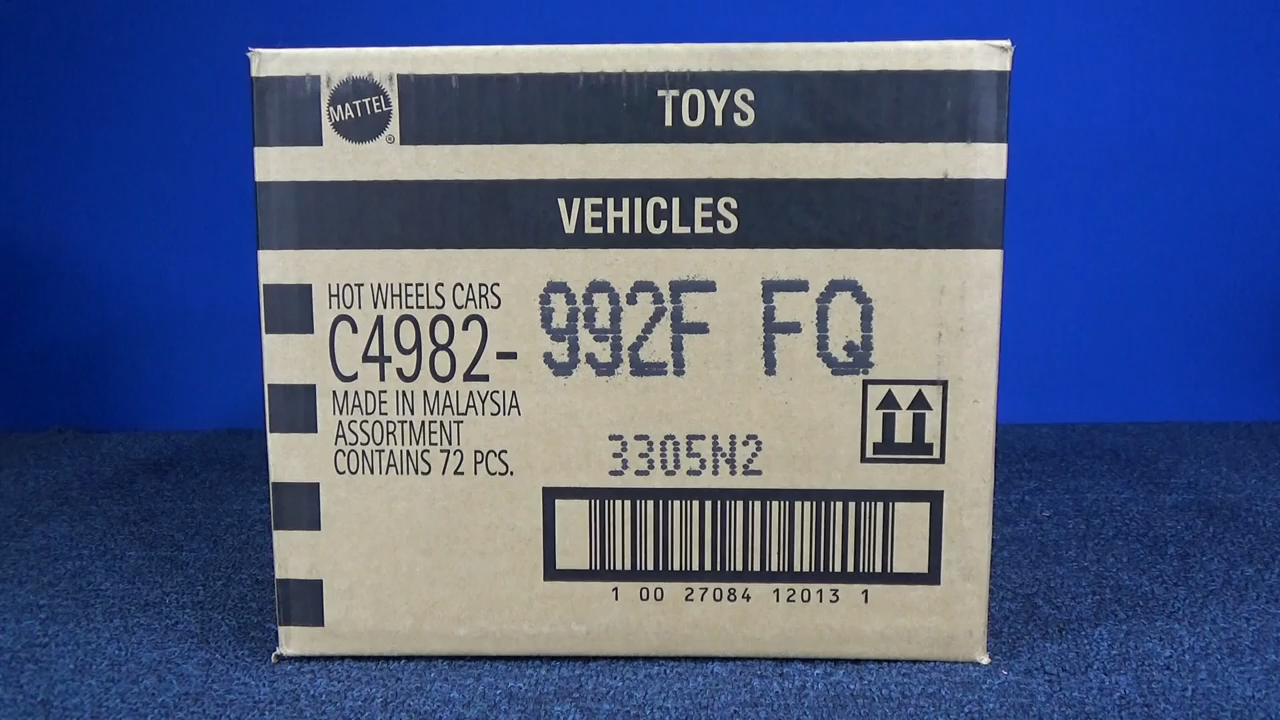 MATTEL
®
TOYS
VEHICLES
HOT WHEELS CARS
C4982- 992F FQ
MADE IN MALAYSIA
ASSORTMENT
CONTAINS 72 PCS.
3305N2
1 00 27084 12013 1